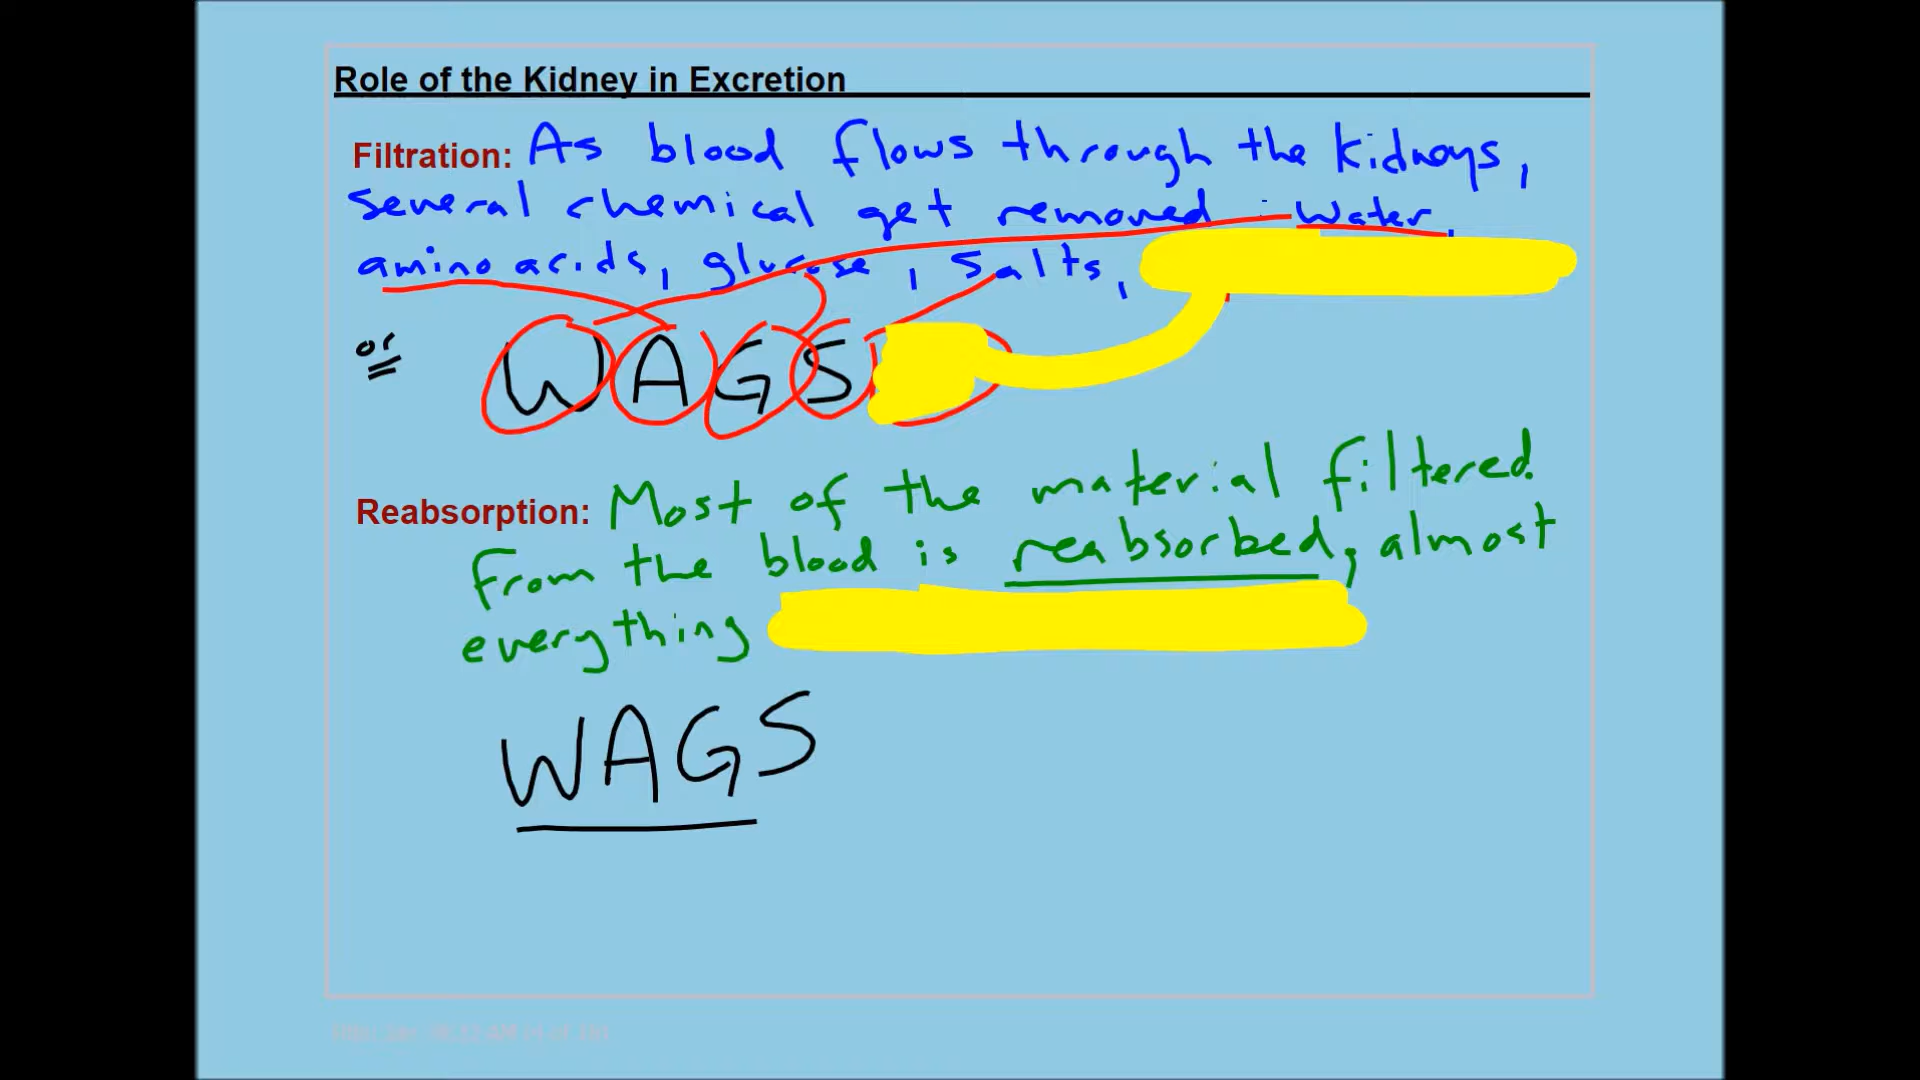 Role of the Kidney in Excretion
Filtration: As blood flows through the kidneys,
several chemical get removed : Water,
amino acids, glucose, salts,
or WAGS
Reabsorption: Most of the material filtered
from the blood is reabsorbed, almost
everything
WAGS